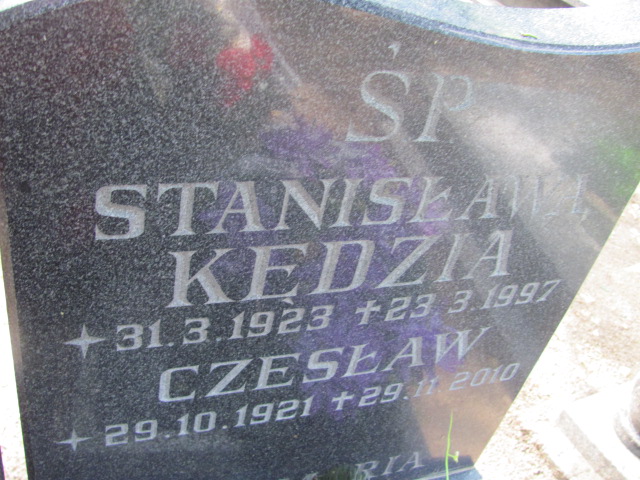 ŚP
STANISŁAWA
KĘDZIA
31.3.1923 +23 3.1997
CZESŁAW
29.10.1921 +29.11 2010